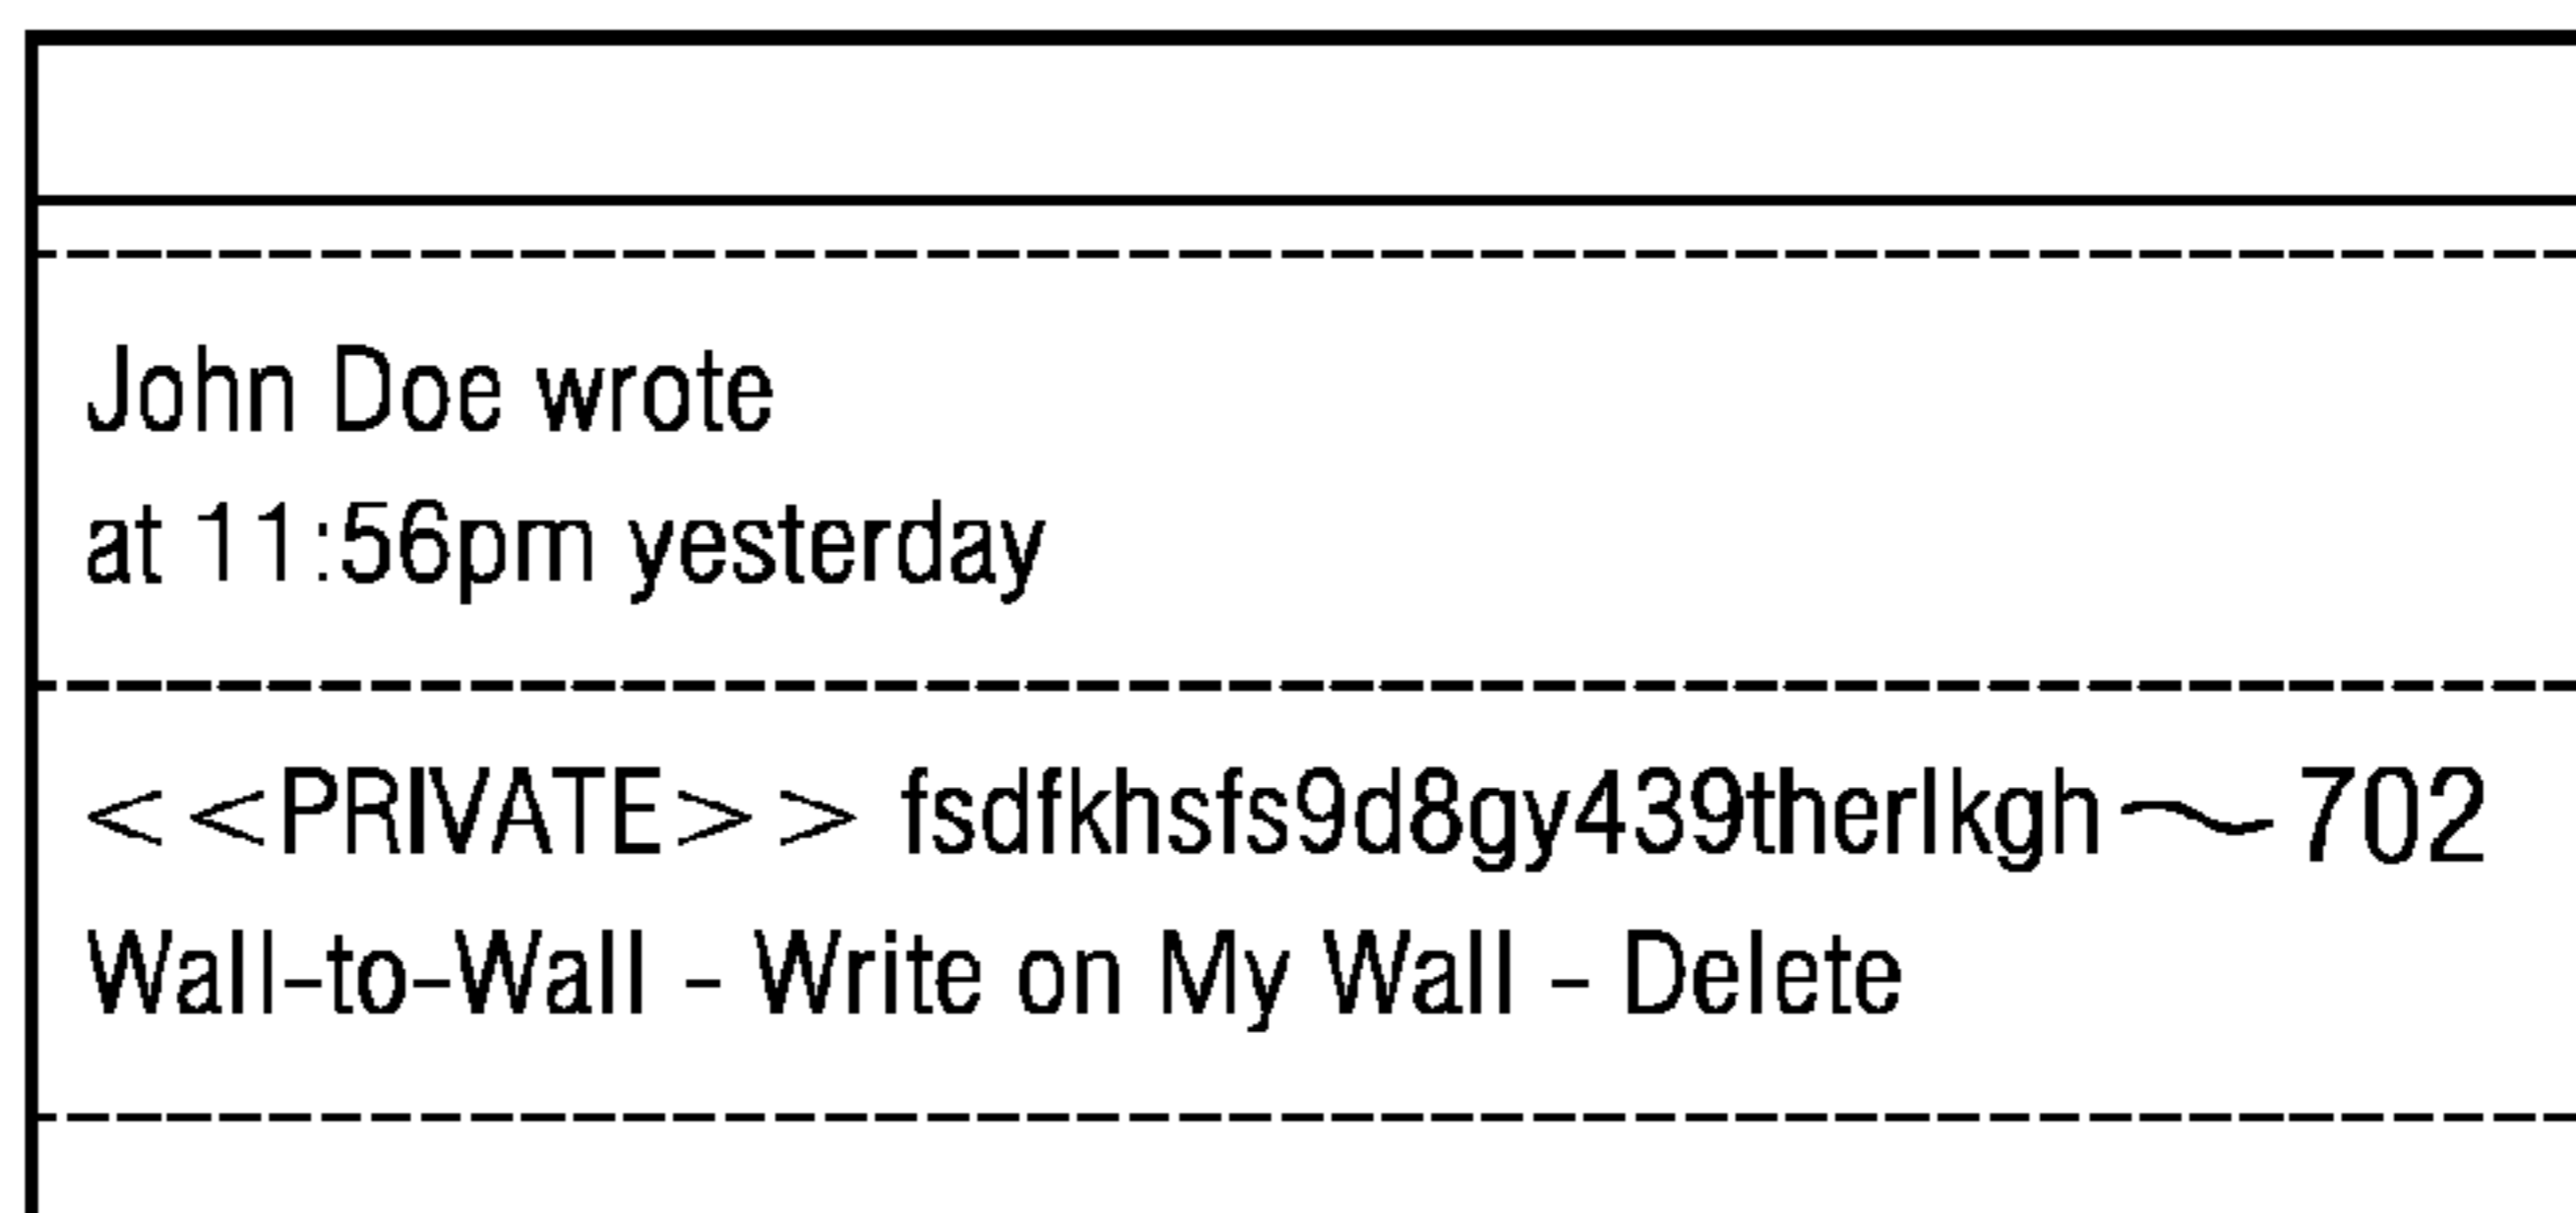 John Doe wrote
at 11:56pm yesterday
<<PRIVATE>> fsdfkhsfs9d8gy439therlkgh 702
Wall-to-Wall - Write on My Wall - Delete